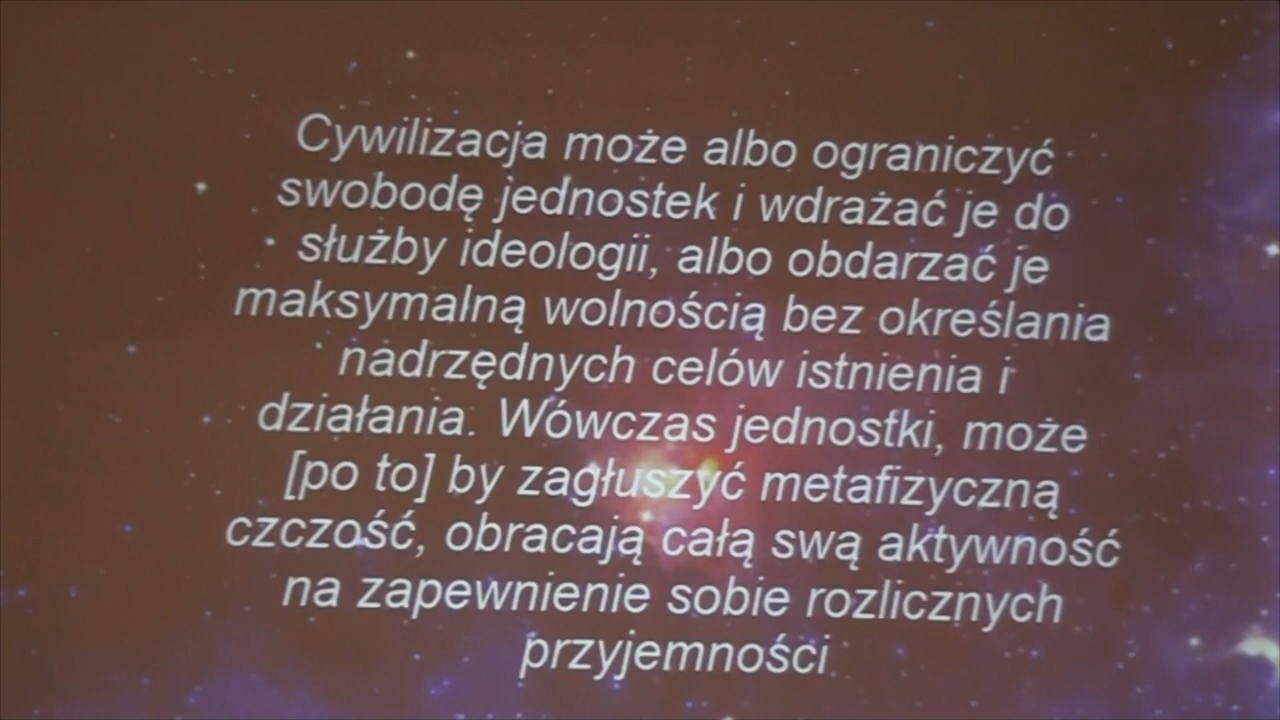 Cywilizacja może albo ograniczyć
swobodę jednostek i wdrażać je do
służby ideologii, albo obdarzać je
maksymalną wolnością bez określania
nadrzędnych celów istnienia i
działania. Wówczas jednostki, może
[po to] by zagłuszyć metafizyczną
czczość, obracają całą swą aktywność
na zapewnienie sobie rozlicznych
przyjemności